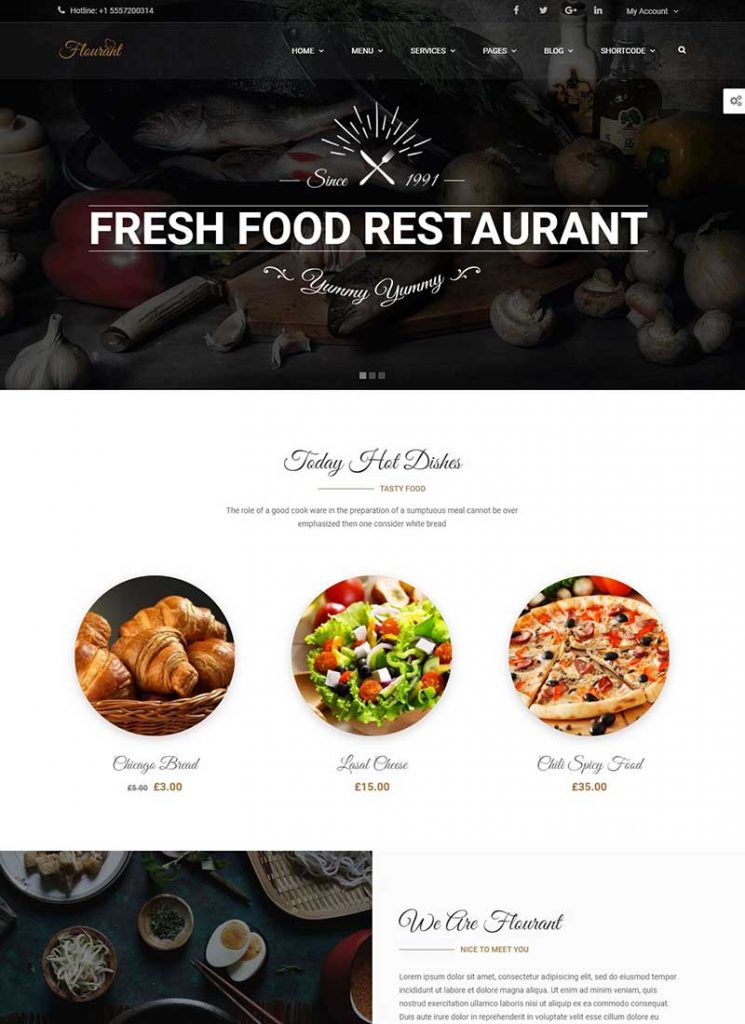 Hotline: +1 5557200314
My Account
Flourant
HOME MENU SERVICES PAGES BLOG SHORTCODE
Since 1991
FRESH FOOD RESTAURANT
Yummy Yummy
Today Hot Dishes
TASTY FOOD
The role of a good cook ware in the preparation of a sumptuous meal cannot be over
emphasized then one consider white bread
Chicago Bread
Lasal Cheese
Chili Spicy Food
£5.00 £3.00
£15.00
£35.00
We Are Flourant
NICE TO MEET YOU
Lorem ipsum dolor sit amet, consectetur adipisicing elit, sed do eiusmod tempor
incididunt ut labore et dolore magna aliqua. Ut enim ad minim veniam, quis
nostrud exercitation ullamco laboris nisi ut aliquip ex ea commodo consequat.
Duis aute irure dolor in reprehenderit in voluptate velit esse cillum dolore eu